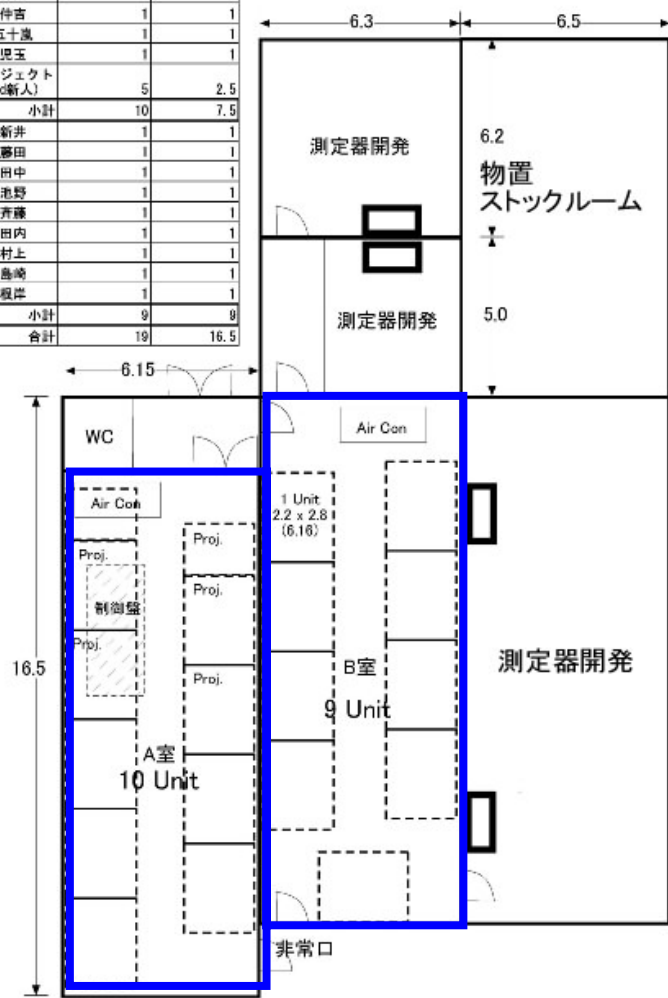 仲吉 1 1
五十嵐 1 1
児玉 1 1
ジェクト
d新人) 5 2.5
小計 10 7.5
新井 1 1
藤田 1 1
田中 1 1
池野 1 1
斉藤 1 1
田内 1 1
村上 1 1
島崎 1 1
根岸 1 1
小計 9 9
合計 19 16.5
6.3
6.5
測定器開発
6.2
物置
ストックルーム
測定器開発
5.0
6.15
WC
Air Con
Air Con
1 Unit
2.2 x 2.8
(6.16)
Proj.
Proj.
Proj.
制御盤
Proj.
Proj.
16.5
B室
9 Unit
測定器開発
A室
10 Unit
非常口